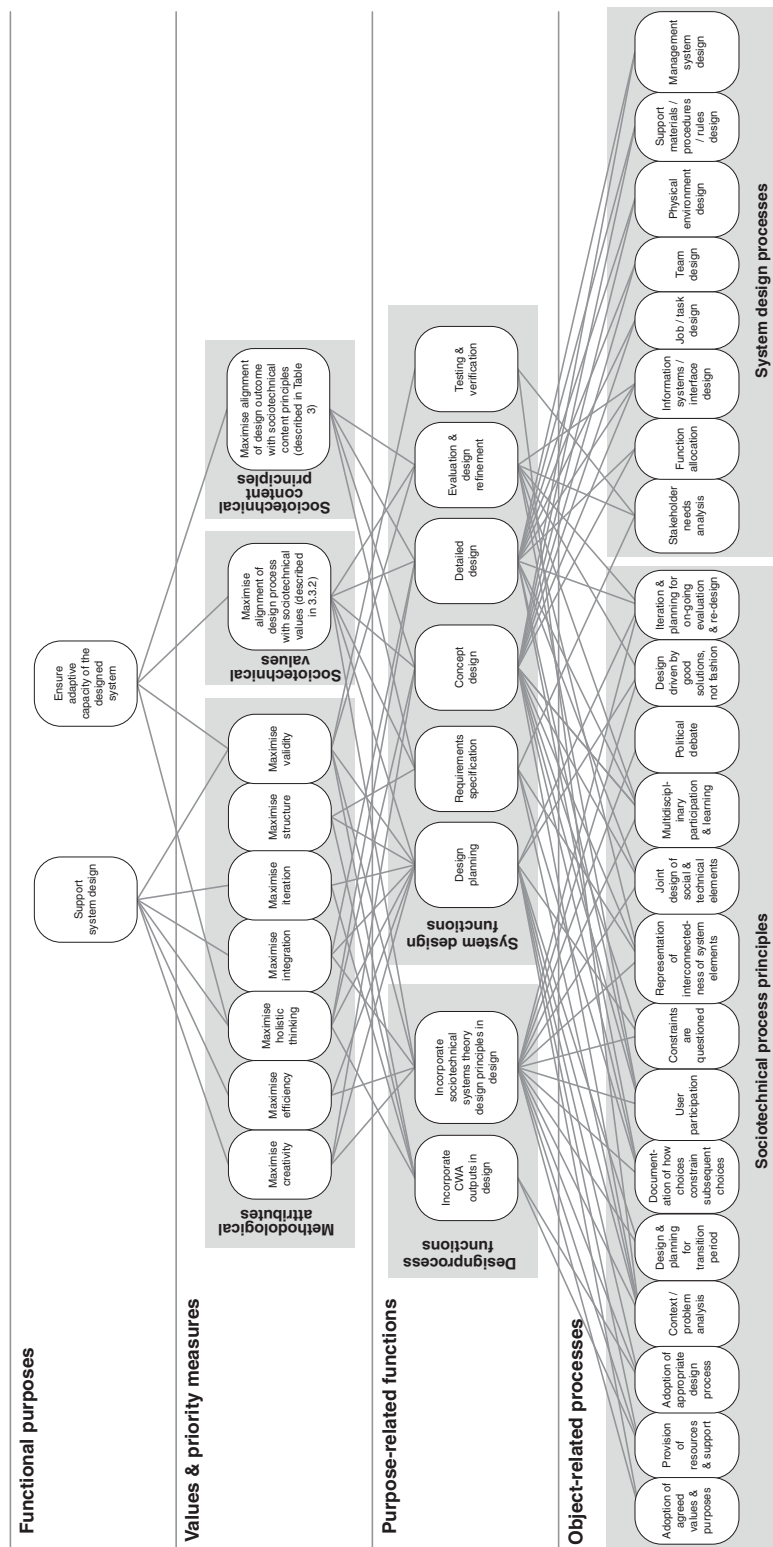 Functional purposes
Support
system design
Ensure
adaptive
capacity of the
designed
system
Values & priority measures
Methodological
attributes
Maximise
creativity
Maximise
efficiency
Maximise
holistic
thinking
Maximise
integration
Maximise
iteration
Maximise
structure
Maximise
validity
Sociotechnical
values
Maximise
alignment of
design process
with sociotechnical
values (described
in 3.3.2)
Sociotechnical
content
principles
Maximise alignment
of design outcome
with sociotechnical
content principles
(described in Table
3)
Purpose-related functions
Designprocess
functions
Incorporate
CWA
outputs in
design
Incorporate
sociotechnical
systems theory
design principles in
design
System design
functions
Design
planning
Requirements
specification
Concept
design
Detailed
design
Evaluation &
design
refinement
Testing &
verification
Object-related processes
Adoption of
agreed
values &
purposes
Provision
of
resources
& support
Adoption of
appropriate
design
process
Context /
problem
analysis
Design &
planning
for
transition
period
Document-
ation of how
choices
constrain
subsequent
choices
User
participation
Constraints
are
questioned
Representation
of
interconnected-
ness of system
elements
Joint
design of
social &
technical
elements
Multidiscipl-
inary
participation
& learning
Political
debate
Design
driven by
good
solutions,
not fashion
Iteration &
planning for
on-going
evaluation
& re-design
Sociotechnical process principles
Stakeholder
needs
analysis
Function
allocation
Information
systems /
interface
design
Job / task
design
Team
design
Physical
environment
design
Support
materials /
procedures
/ rules
design
Management
system
design
System design processes